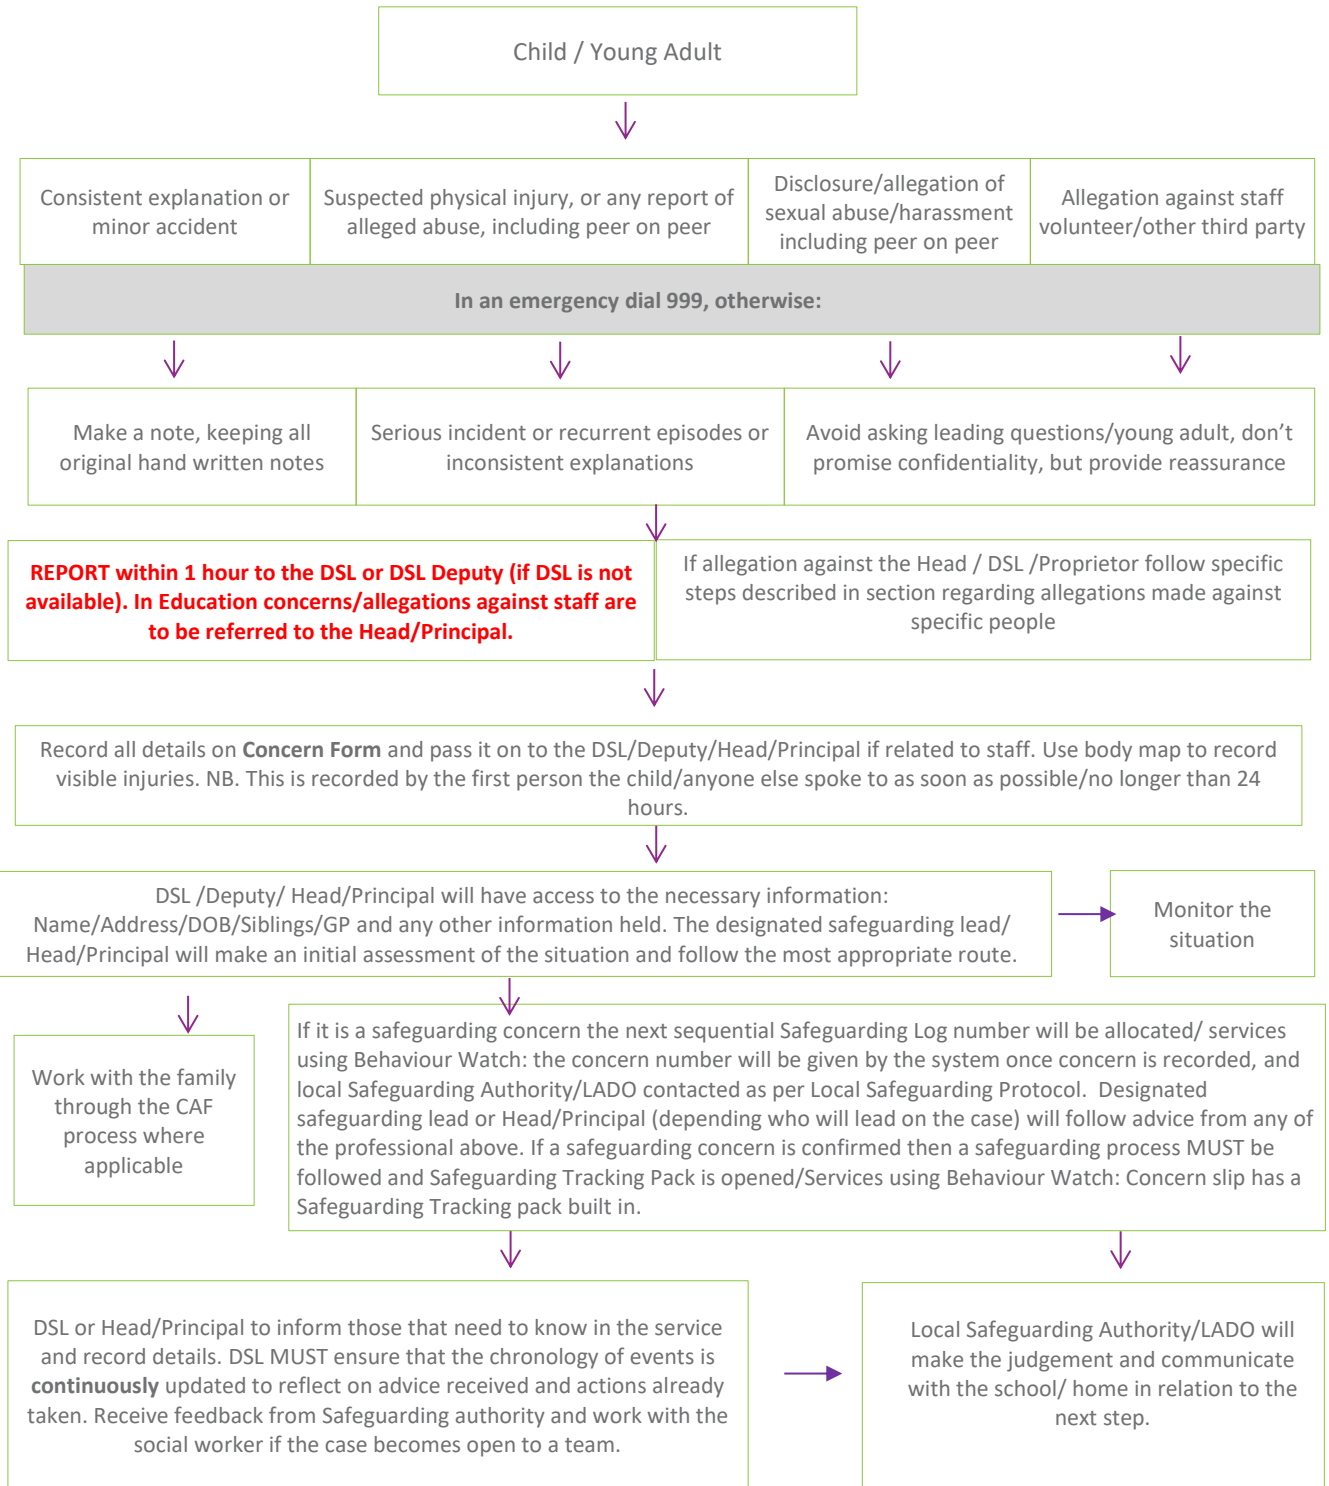 Child / Young Adult
Consistent explanation or
minor accident
Suspected physical injury, or any report of
alleged abuse, including peer on peer
Disclosure/allegation of
sexual abuse/harassment
including peer on peer
Allegation against staff
volunteer/other third party
In an emergency dial 999, otherwise:
Make a note, keeping all
original hand written notes
Serious incident or recurrent episodes or
inconsistent explanations
Avoid asking leading questions/young adult, don’t
promise confidentiality, but provide reassurance
REPORT within 1 hour to the DSL or DSL Deputy (if DSL is not
available). In Education concerns/allegations against staff are
to be referred to the Head/Principal.
If allegation against the Head / DSL /Proprietor follow specific
steps described in section regarding allegations made against
specific people
Record all details on Concern Form and pass it on to the DSL/Deputy/Head/Principal if related to staff. Use body map to record
visible injuries. NB. This is recorded by the first person the child/anyone else spoke to as soon as possible/no longer than 24
hours.
DSL /Deputy/ Head/Principal will have access to the necessary information:
Name/Address/DOB/Siblings/GP and any other information held. The designated safeguarding lead/
Head/Principal will make an initial assessment of the situation and follow the most appropriate route.
Monitor the
situation
Work with the family
through the CAF
process where
applicable
If it is a safeguarding concern the next sequential Safeguarding Log number will be allocated/ services
using Behaviour Watch: the concern number will be given by the system once concern is recorded, and
local Safeguarding Authority/LADO contacted as per Local Safeguarding Protocol.  Designated
safeguarding lead or Head/Principal (depending who will lead on the case) will follow advice from any of
the professional above. If a safeguarding concern is confirmed then a safeguarding process MUST be
followed and Safeguarding Tracking Pack is opened/Services using Behaviour Watch: Concern slip has a
Safeguarding Tracking pack built in.
DSL or Head/Principal to inform those that need to know in the service
and record details. DSL MUST ensure that the chronology of events is
continuously updated to reflect on advice received and actions already
taken. Receive feedback from Safeguarding authority and work with the
social worker if the case becomes open to a team.
Local Safeguarding Authority/LADO will
make the judgement and communicate
with the school/ home in relation to the
next step.